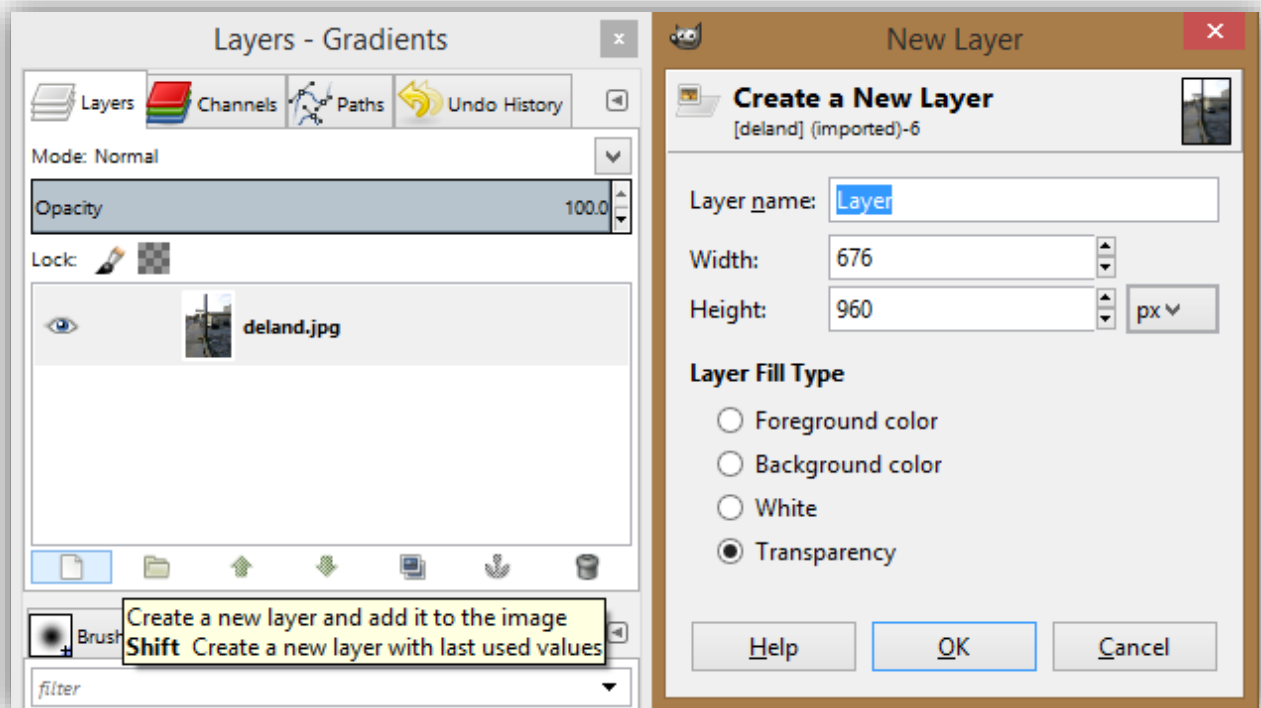 Layers - Gradients
Layers Channels Paths Undo History
Mode: Normal
Opacity 100.0
Lock:
deland.jpg
Create a new layer and add it to the image
Shift Create a new layer with last used values
Brush
filter
New Layer
Create a New Layer
[deland] (imported)-6
Layer name: Layer
Width: 676
Height: 960 px
Layer Fill Type
Foreground color
Background color
White
Transparency
Help OK Cancel